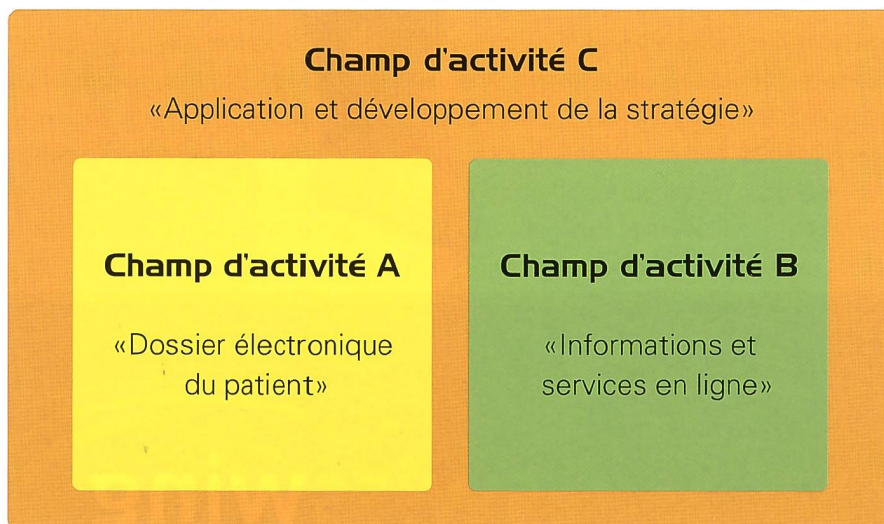 Champ d'activité C
«Application et développement de la stratégie»
Champ d'activité A
«Dossier électronique
du patient»
Champ d'activité B
«Informations et
services en ligne»